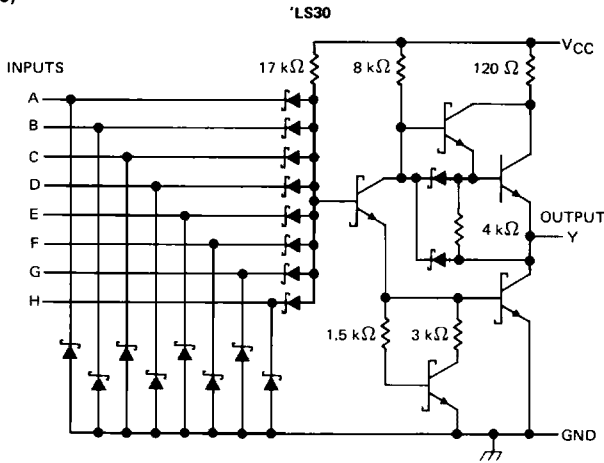 'LS30
VCC
INPUTS
17 kΩ
8 kΩ
120 Ω
A
B
C
D
E
F
G
H
4 kΩ
OUTPUT
Y
1.5 kΩ
3 kΩ
GND